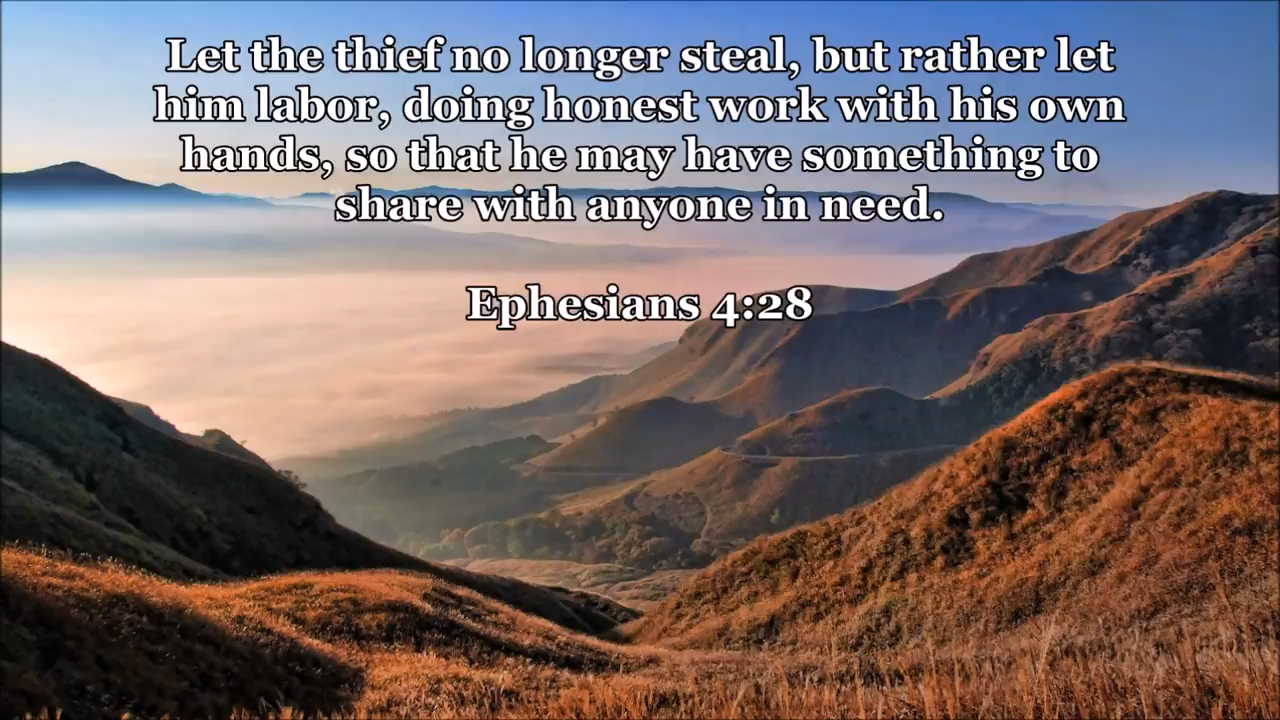 Let the thief no longer steal, but rather let
him labor, doing honest work with his own
hands, so that he may have something to
share with anyone in need.
Ephesians 4:28